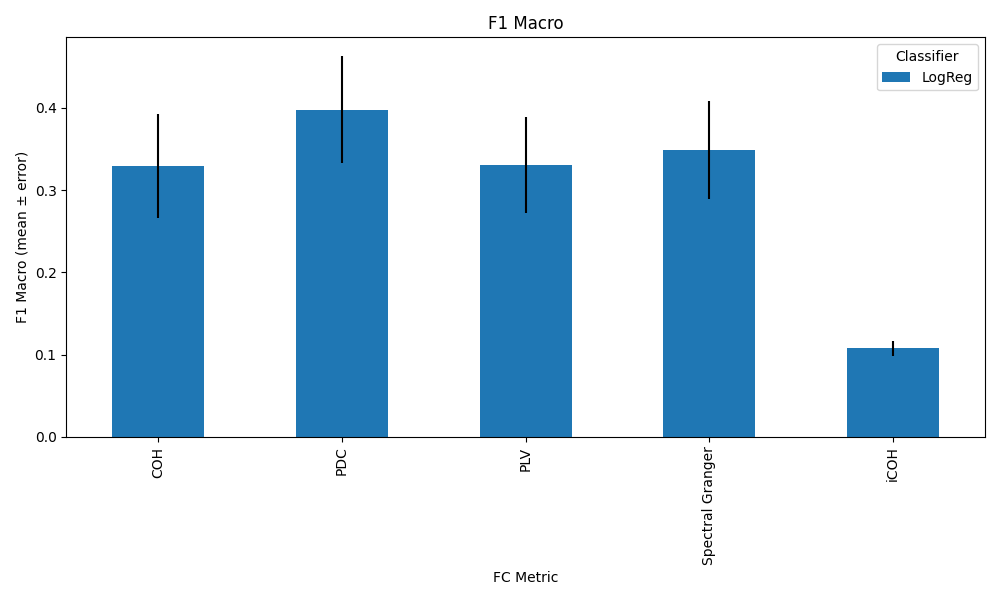 F1 Macro
Classifier
LogReg
F1 Macro (mean ± error)
0.4
0.3
0.2
0.1
0.0
COH
PDC
PLV
Spectral Granger
iCOH
FC Metric